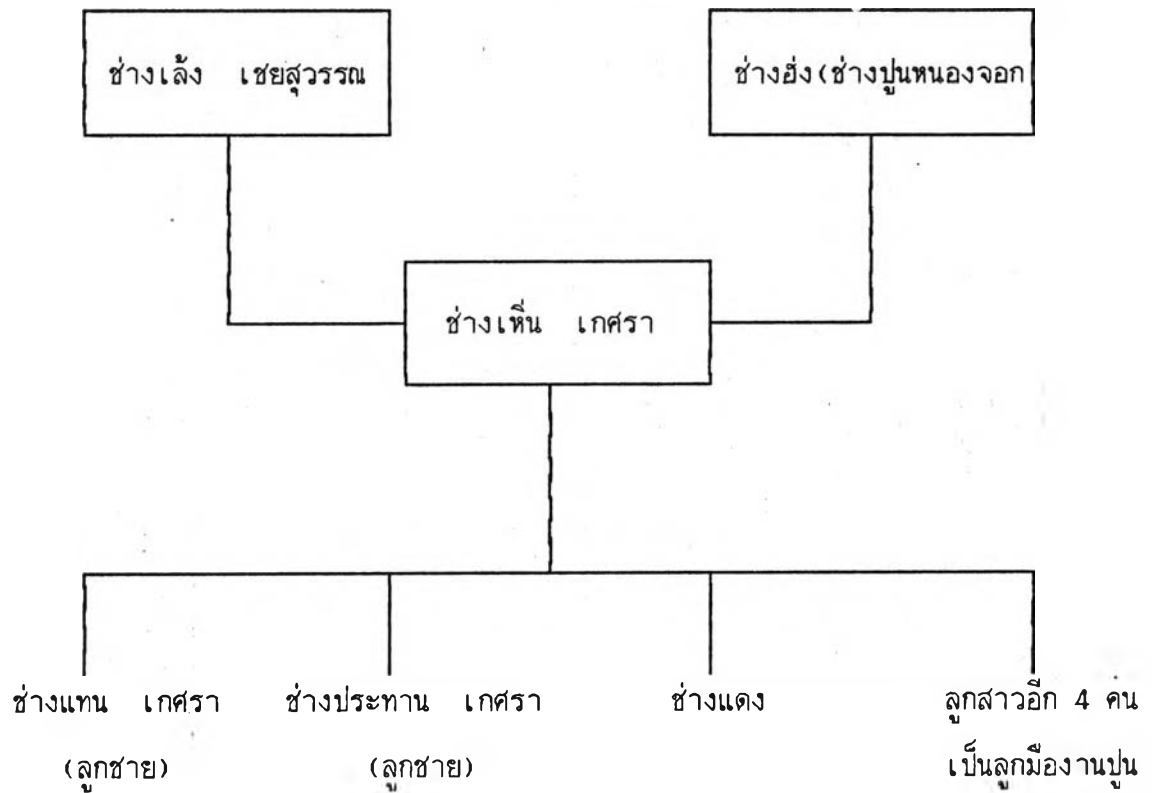 ช่างเล้ง เชยสุวรรณ
ช่างฮั่ง(ช่างปูนหนองจอก
ช่างเหิ่น เกศรา
ช่างแทน เกศรา
(ลูกชาย)
ช่างประทาน เกศรา
(ลูกชาย)
ช่างแดง
ลูกสาวอีก 4 คน
เป็นลูกมืองานปูน